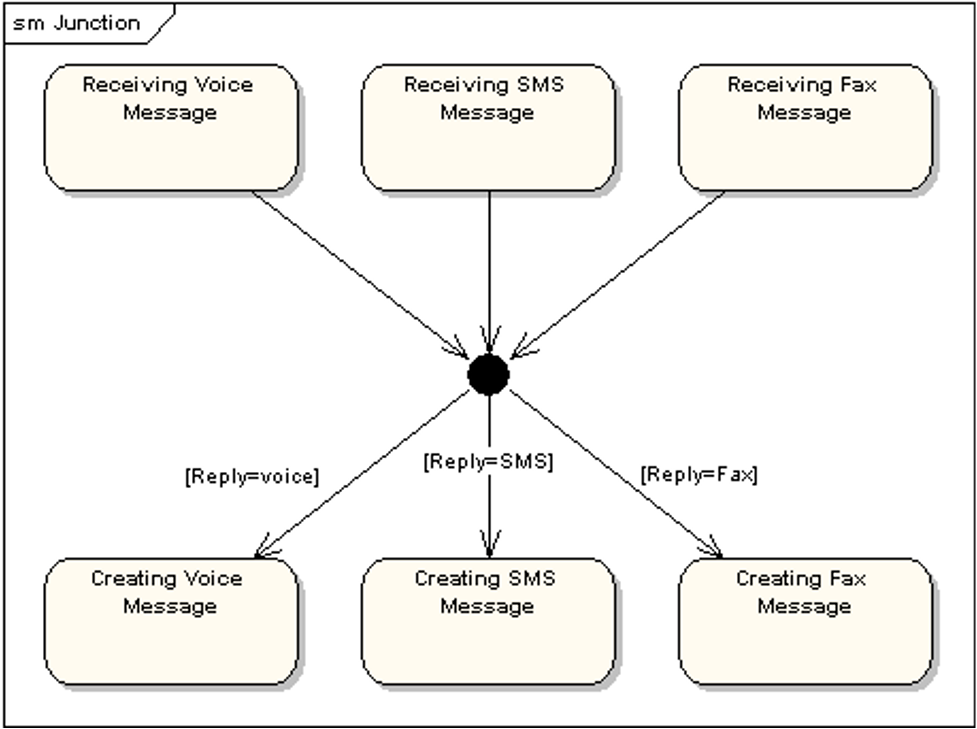 sm Junction
Receiving Voice
Message
Receiving SMS
Message
Receiving Fax
Message
[Reply=voice]
[Reply=SMS]
[Reply=Fax]
Creating Voice
Message
Creating SMS
Message
Creating Fax
Message